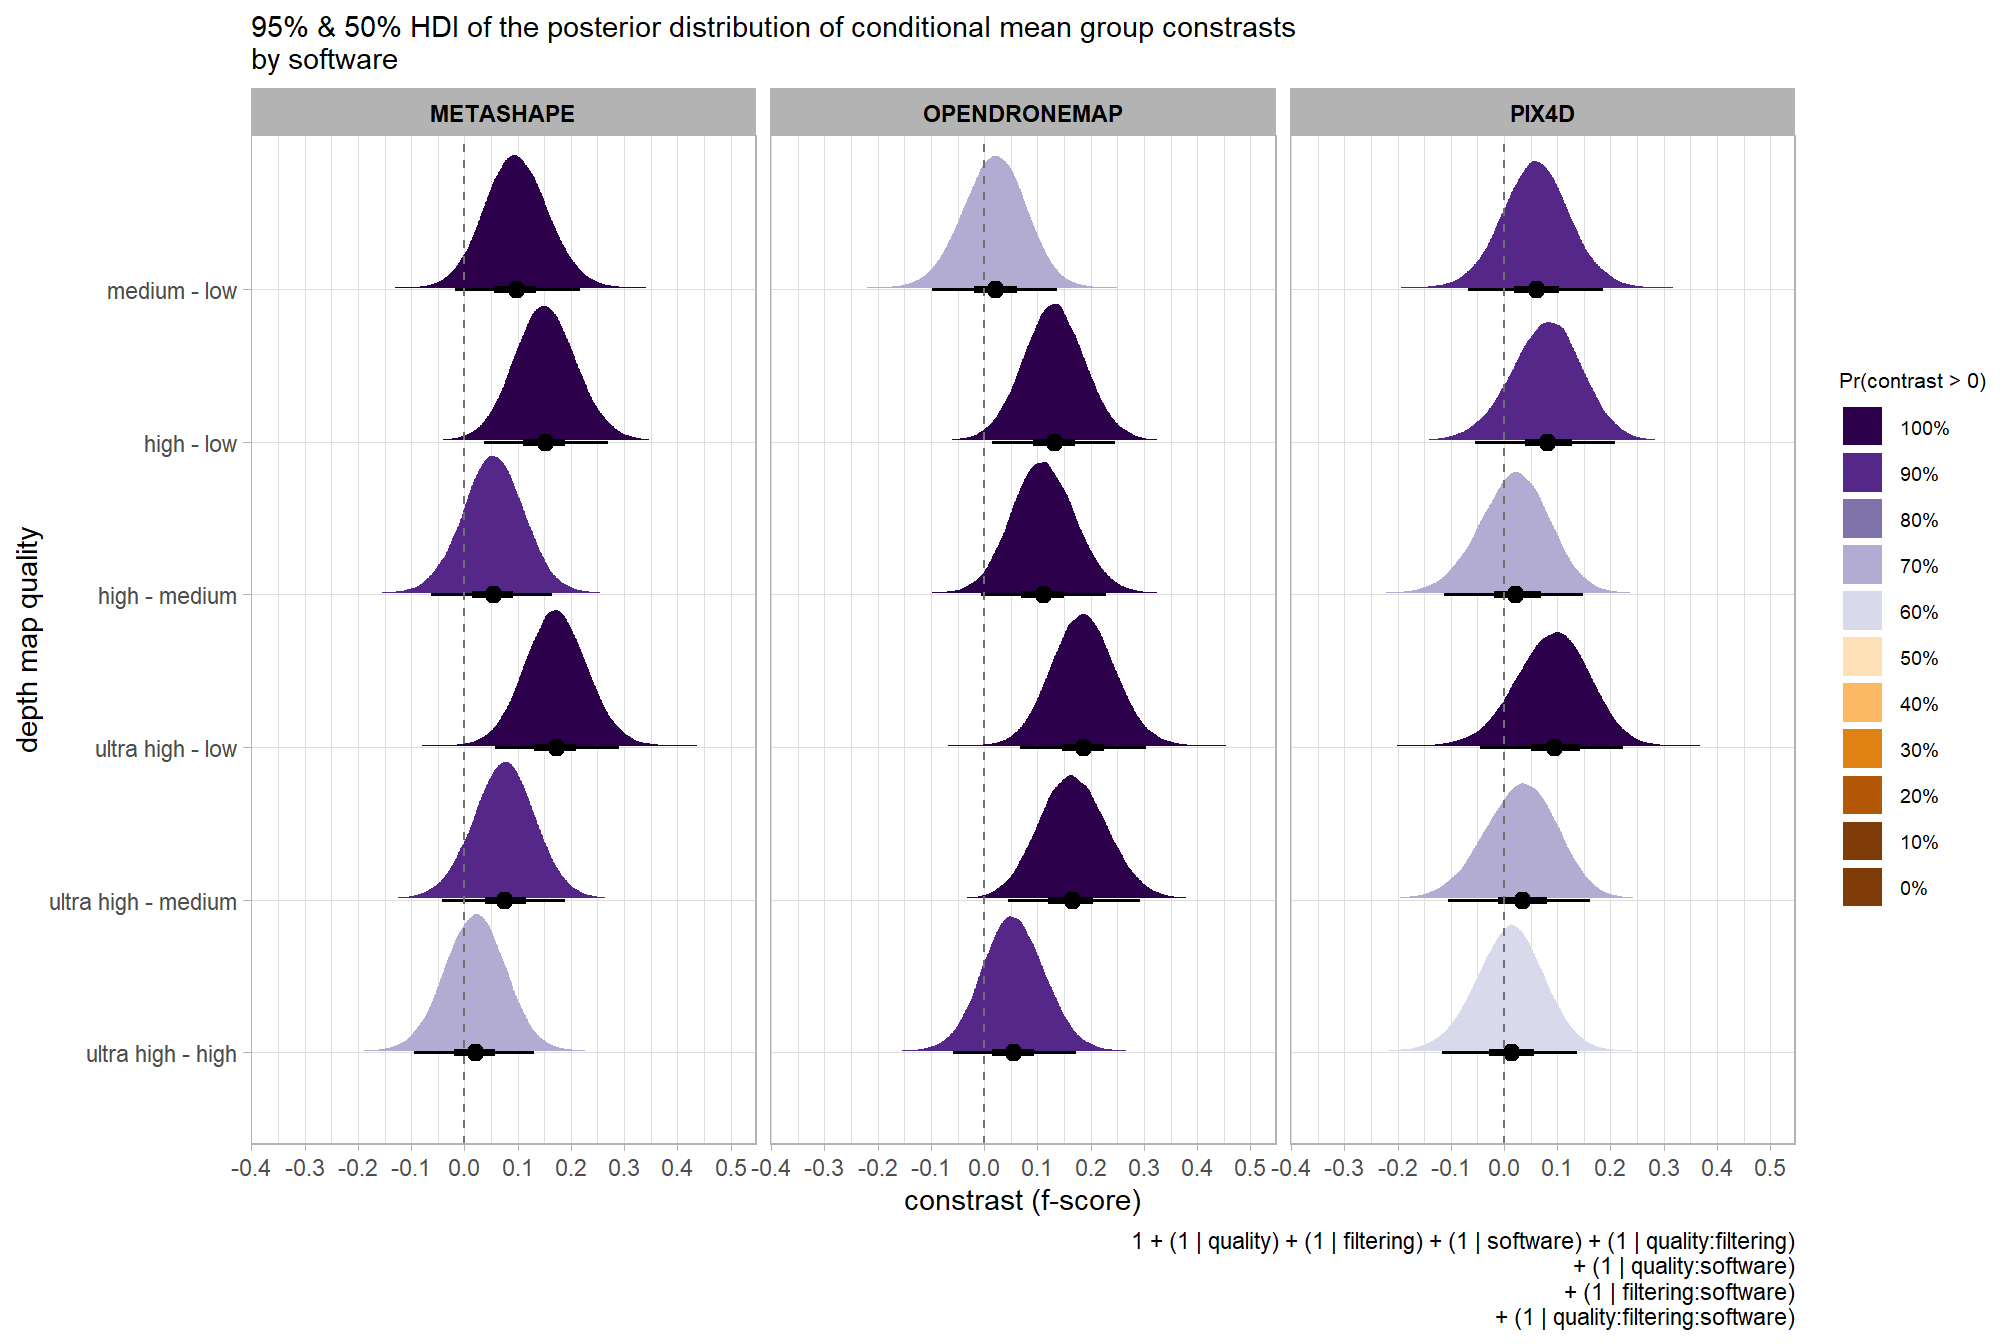 95% & 50% HDI of the posterior distribution of conditional mean group constrasts
by software
METASHAPE
OPENDRONEMAP
PIX4D
depth map quality
medium - low
high - low
high - medium
ultra high - low
ultra high - medium
ultra high - high
-0.4 -0.3 -0.2 -0.1 0.0 0.1 0.2 0.3 0.4 0.5
-0.4 -0.3 -0.2 -0.1 0.0 0.1 0.2 0.3 0.4 0.5
-0.4 -0.3 -0.2 -0.1 0.0 0.1 0.2 0.3 0.4 0.5
constrast (f-score)
Pr(contrast > 0)
100%
90%
80%
70%
60%
50%
40%
30%
20%
10%
0%
1 + (1 | quality) + (1 | filtering) + (1 | software) + (1 | quality:filtering)
+ (1 | quality:software)
+ (1 | filtering:software)
+ (1 | quality:filtering:software)